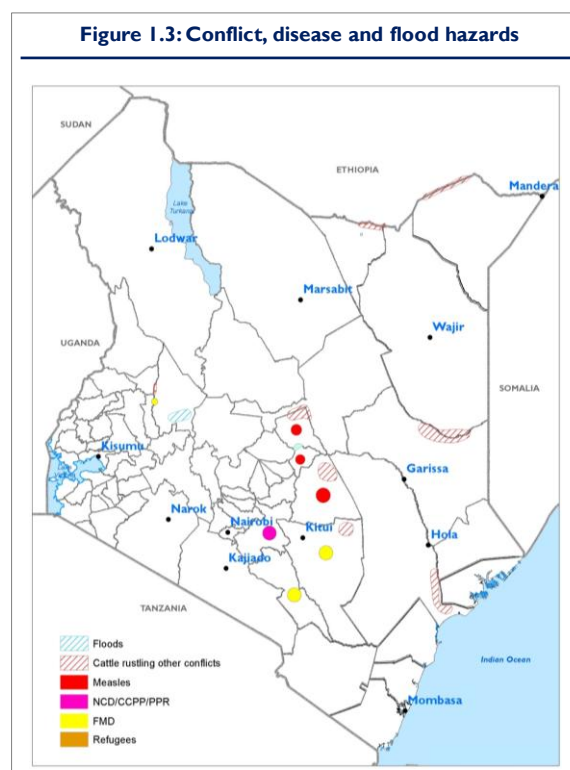 Figure 1.3: Conflict, disease and flood hazards
SUDAN
ETHIOPIA
Mandera
Lake
Turkana
Lodwar
Marsabit
Wajir
UGANDA
SOMALIA
Kisumu
Garissa
Narok
Nairobi
Kitui
Hola
Kajiado
TANZANIA
Indian Ocean
Mombasa
Floods
Cattle rustling other conflicts
Measles
NCD/CCPP/PPR
FMD
Refugees